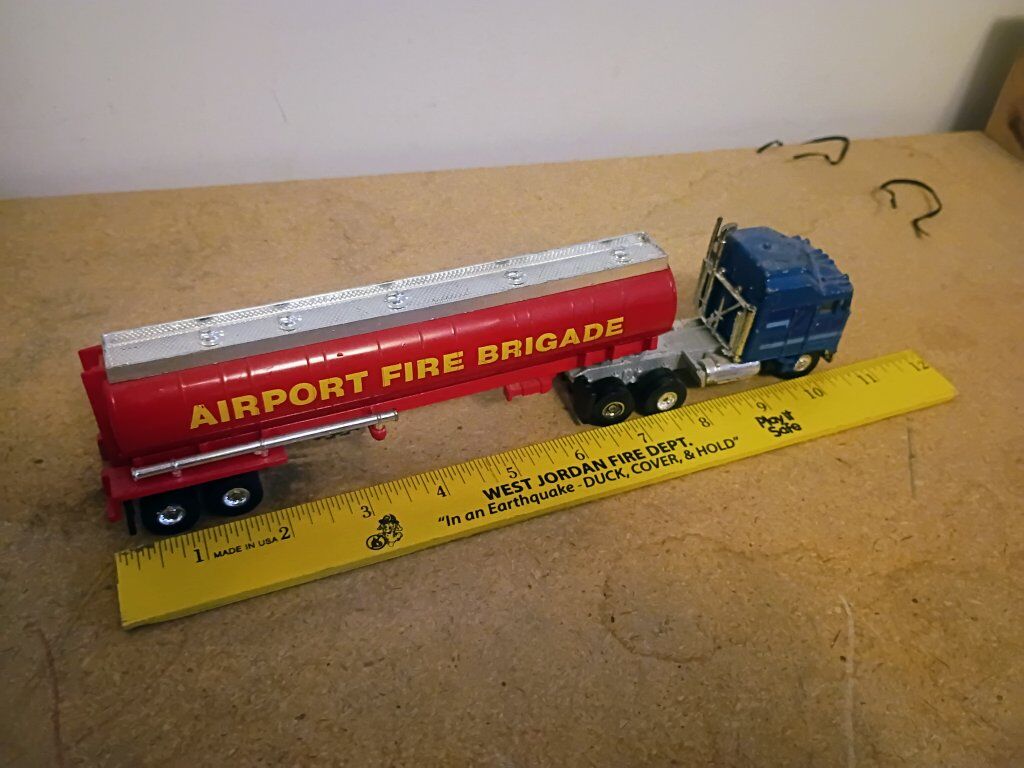 AIRPORT FIRE BRIGADE
1 MADE IN USA 2 3 4 5 6 7 8 9 10 11 12
WEST JORDAN FIRE DEPT.
"In an Earthquake - DUCK, COVER, & HOLD"
Play it
Safe